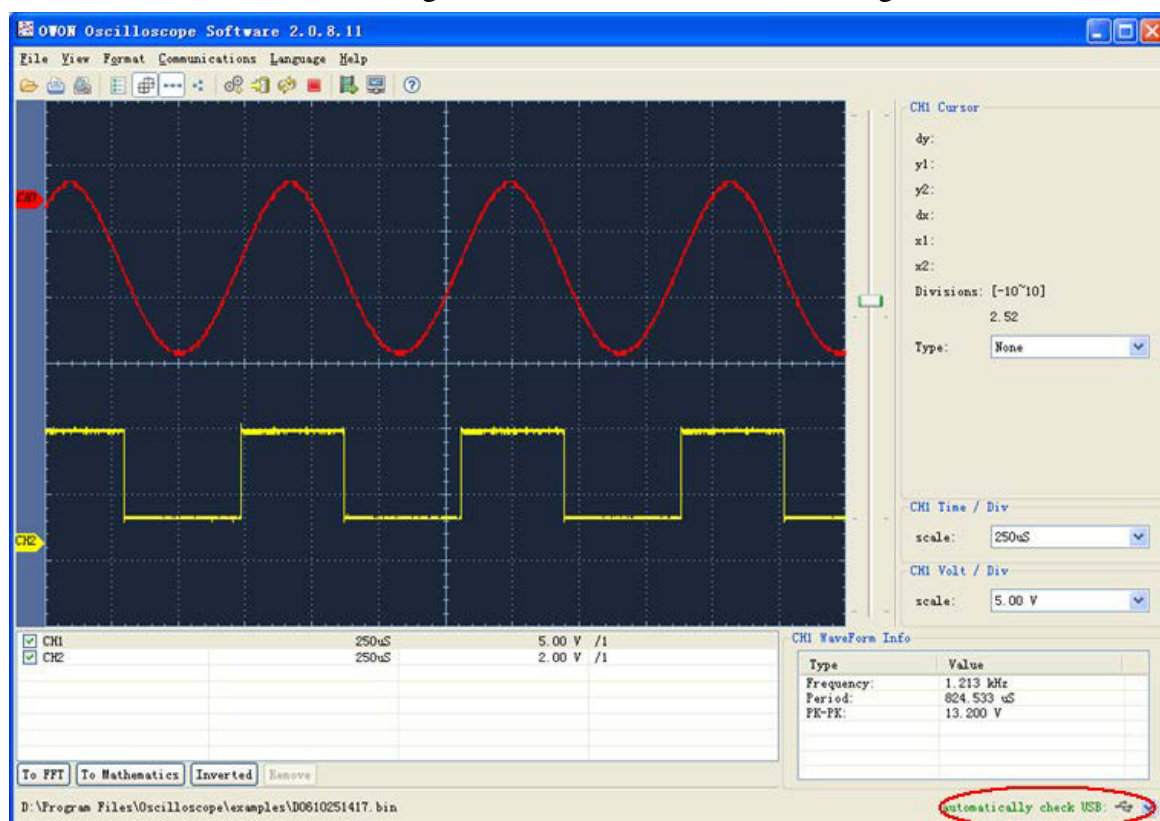 OWON Oscilloscope Software 2.0.8.11
File View Format Communications Language Help
CH1 Cursor
dy:
y1:
y2:
dx:
x1:
x2:
Divisions: [-10~10]
2.52
Type: None
CH1
CH2
CH1 Time / Div
scale: 250uS
CH1 Volt / Div
scale: 5.00 V
CH1 250uS 5.00 V /1
CH2 250uS 2.00 V /1
CH1 WaveForm Info
Type Value
Frequency: 1.213 kHz
Period: 824.533 uS
PK-PK: 13.200 V
To FFT To Mathematics Inverted Remove
D:\Program Files\Oscilloscope\examples\D0610251417.bin
automatically check USB: